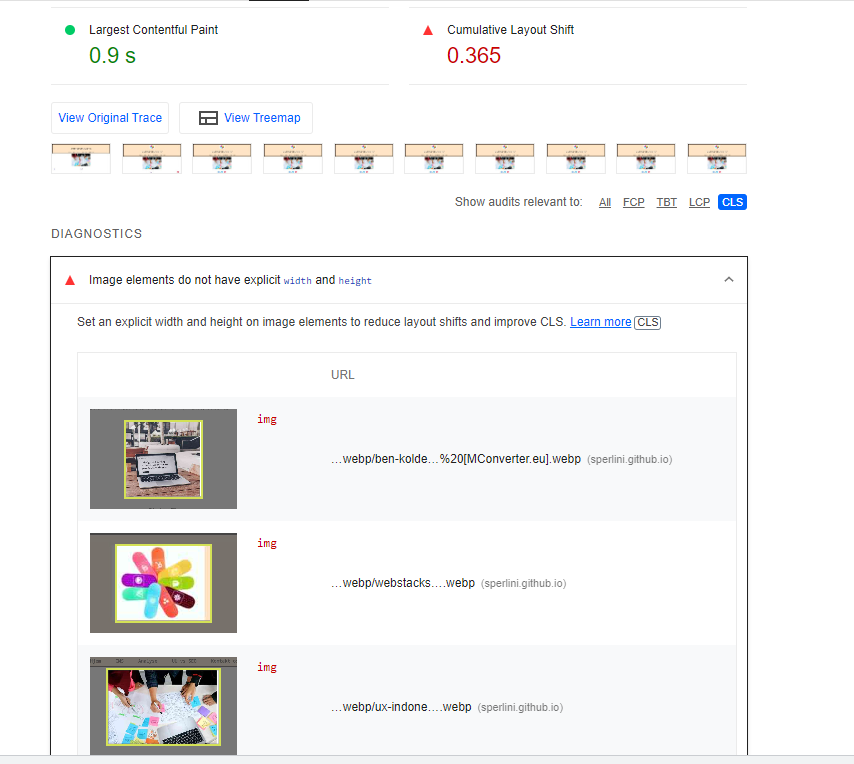 Largest Contentful Paint
0.9 s
Cumulative Layout Shift
0.365
View Original Trace
View Treemap
Show audits relevant to: All FCP TBT LCP CLS
DIAGNOSTICS
Image elements do not have explicit width and height
Set an explicit width and height on image elements to reduce layout shifts and improve CLS. Learn more CLS
URL
img
...webp/ben-kolde...%20[MConverter.eu].webp (sperlini.github.io)
img
...webp/webstacks....webp (sperlini.github.io)
img
...webp/ux-indone....webp (sperlini.github.io)